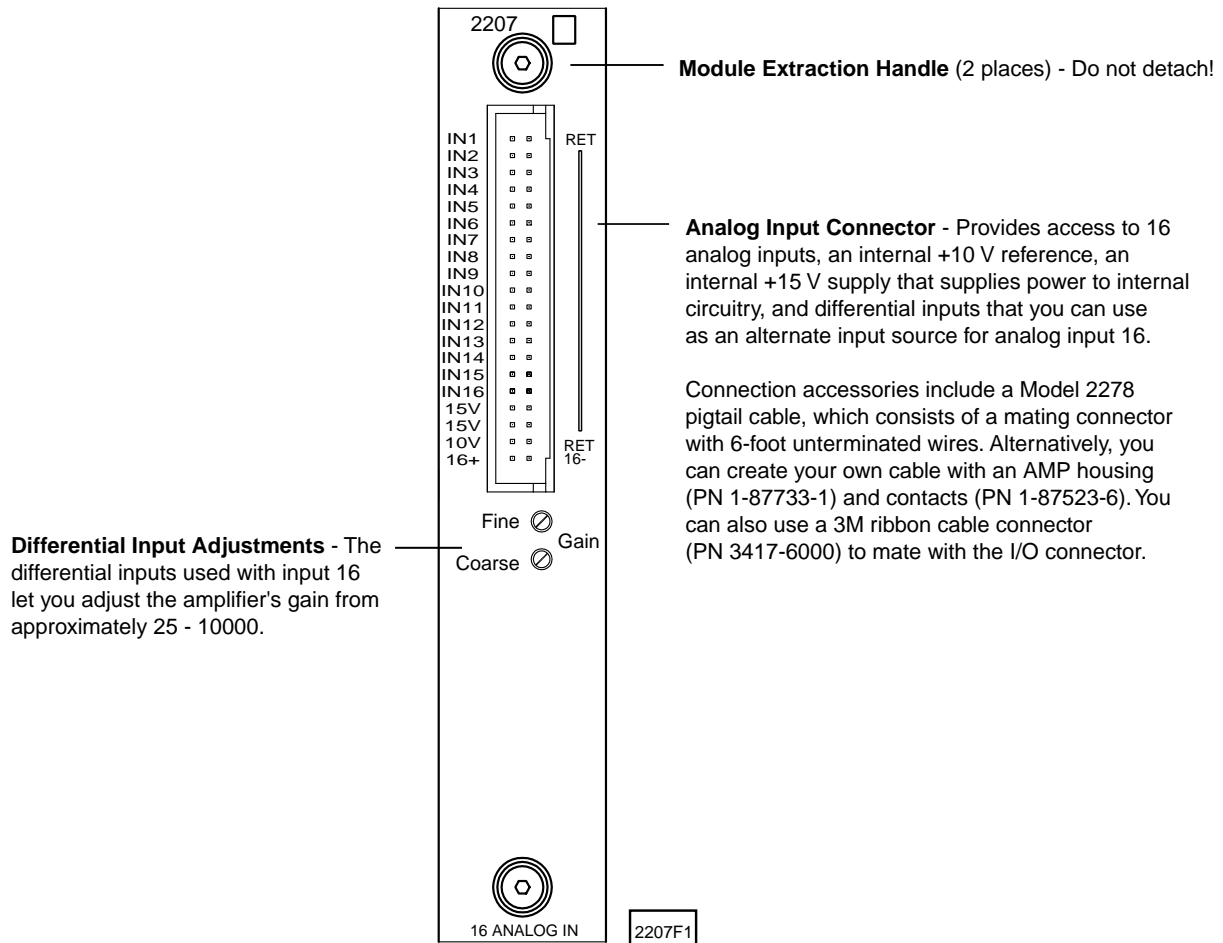 2207
Module Extraction Handle (2 places) - Do not detach!
IN1
IN2
IN3
IN4
IN5
IN6
IN7
IN8
IN9
IN10
IN11
IN12
IN13
IN14
IN15
IN16
15V
15V
10V
16+
RET
RET
16-
Analog Input Connector - Provides access to 16
analog inputs, an internal +10 V reference, an
internal +15 V supply that supplies power to internal
circuitry, and differential inputs that you can use
as an alternate input source for analog input 16.
Connection accessories include a Model 2278
pigtail cable, which consists of a mating connector
with 6-foot unterminated wires. Alternatively, you
can create your own cable with an AMP housing
(PN 1-87733-1) and contacts (PN 1-87523-6). You
can also use a 3M ribbon cable connector
(PN 3417-6000) to mate with the I/O connector.
Fine
Gain
Coarse
Differential Input Adjustments - The
differential inputs used with input 16
let you adjust the amplifier's gain from
approximately 25 - 10000.
16 ANALOG IN
2207F1